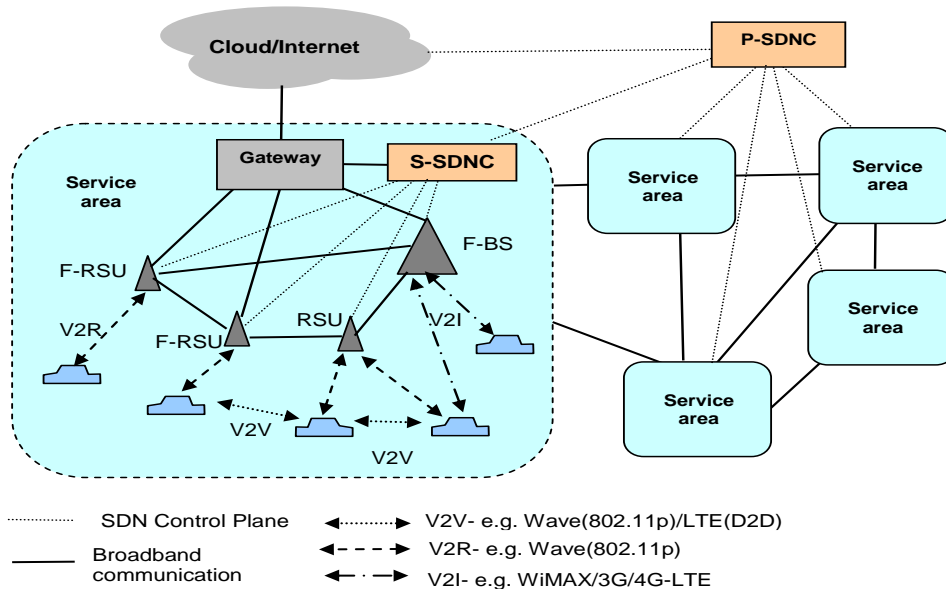 Cloud/Internet
P-SDNC
Gateway
S-SDNC
Service
area
F-BS
F-RSU
V2R
F-RSU
RSU
V2I
V2V
V2V
Service
area
Service
area
Service
area
Service
area
SDN Control Plane
V2V- e.g. Wave(802.11p)/LTE(D2D)
V2R- e.g. Wave(802.11p)
Broadband
communication
V2I- e.g. WiMAX/3G/4G-LTE